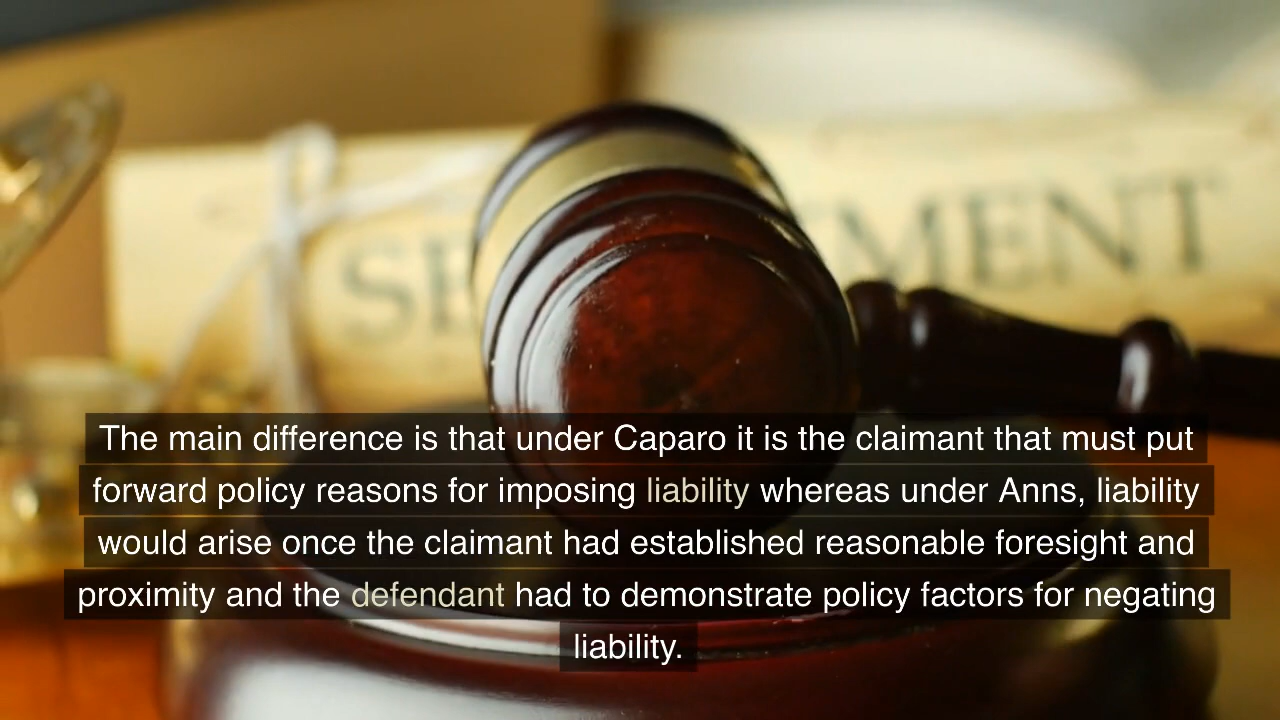 SE MENT
The main difference is that under Caparo it is the claimant that must put
forward policy reasons for imposing liability whereas under Anns, liability
would arise once the claimant had established reasonable foresight and
proximity and the defendant had to demonstrate policy factors for negating
liability.